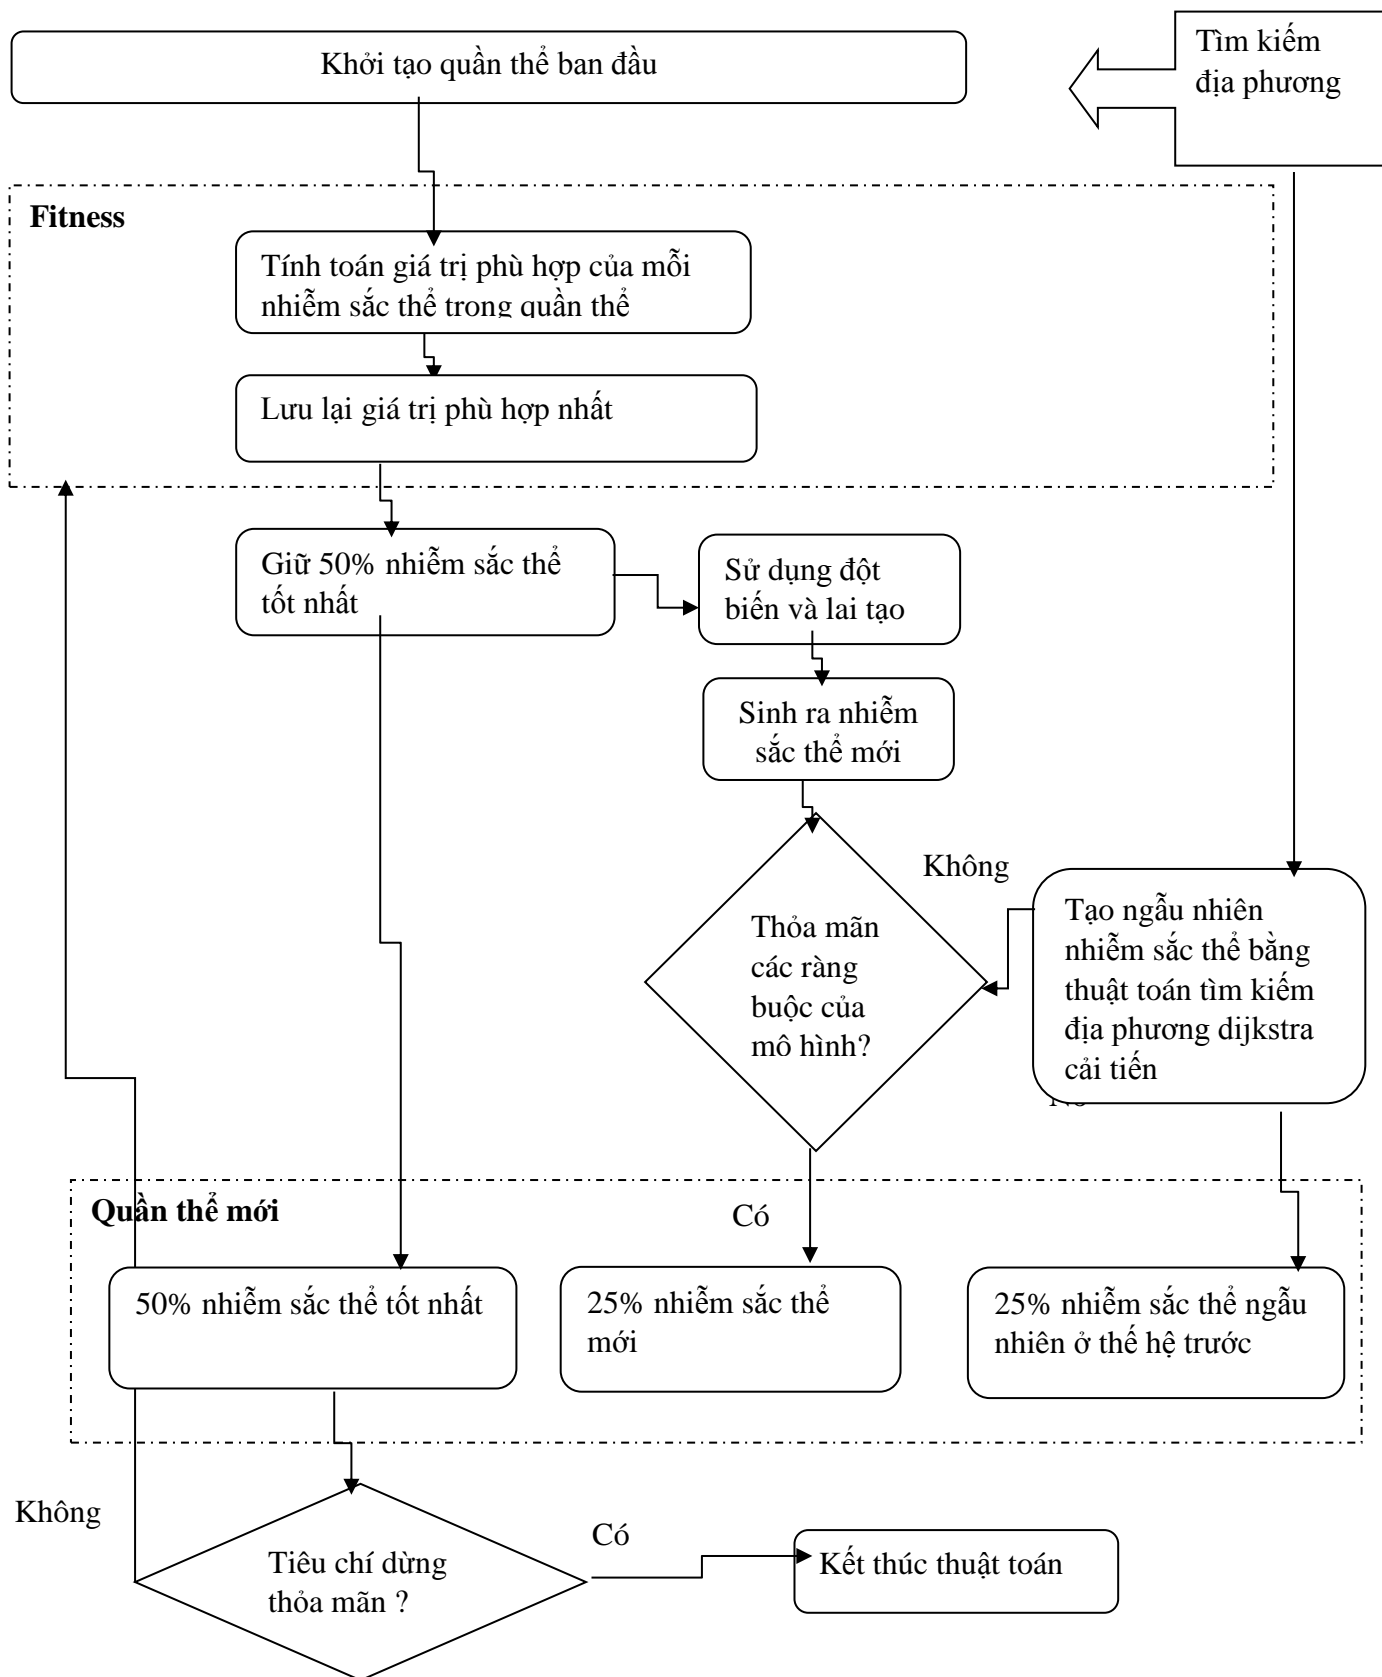 Khởi tạo quần thể ban đầu
Tìm kiếm
địa phương
Fitness
Tính toán giá trị phù hợp của mỗi
nhiễm sắc thể trong quần thể
Lưu lại giá trị phù hợp nhất
Giữ 50% nhiễm sắc thể
tốt nhất
Sử dụng đột
biến và lai tạo
Sinh ra nhiễm
sắc thể mới
Không
Thỏa mãn
các ràng
buộc của
mô hình?
Tạo ngẫu nhiên
nhiễm sắc thể bằng
thuật toán tìm kiếm
địa phương dijkstra
cải tiến
Quần thể mới
Có
50% nhiễm sắc thể tốt nhất
25% nhiễm sắc thể
mới
25% nhiễm sắc thể ngẫu
nhiên ở thế hệ trước
Không
Tiêu chí dừng
thỏa mãn ?
Có
Kết thúc thuật toán